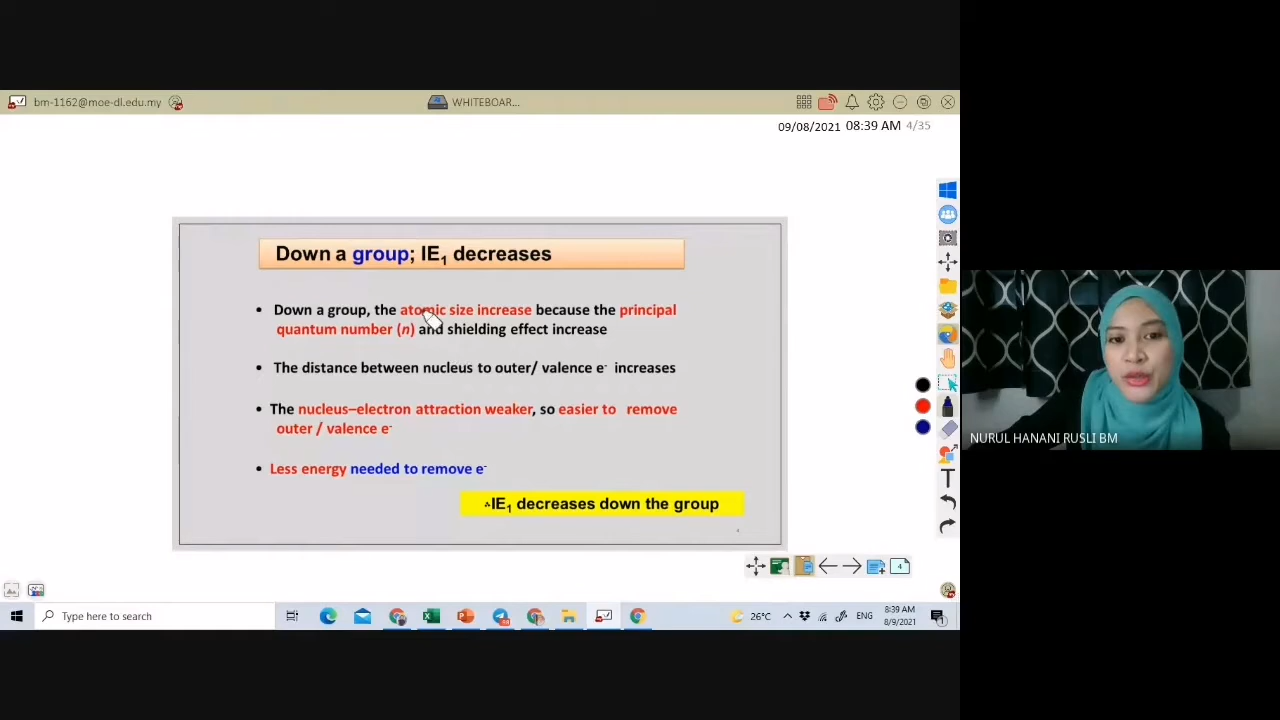 bm-1162@moe-dl.edu.my
WHITEBOAR...
09/08/2021 08:39 AM 4/35
Down a group; IE₁ decreases
• Down a group, the atomic size increase because the principal
quantum number (n) and shielding effect increase
• The distance between nucleus to outer/ valence e⁻ increases
• The nucleus–electron attraction weaker, so easier to remove
outer / valence e⁻
• Less energy needed to remove e⁻
∴IE₁ decreases down the group
NURUL HANANI RUSLI BM
T
4
Type here to search
26°C
ENG
8:39 AM
8/9/2021